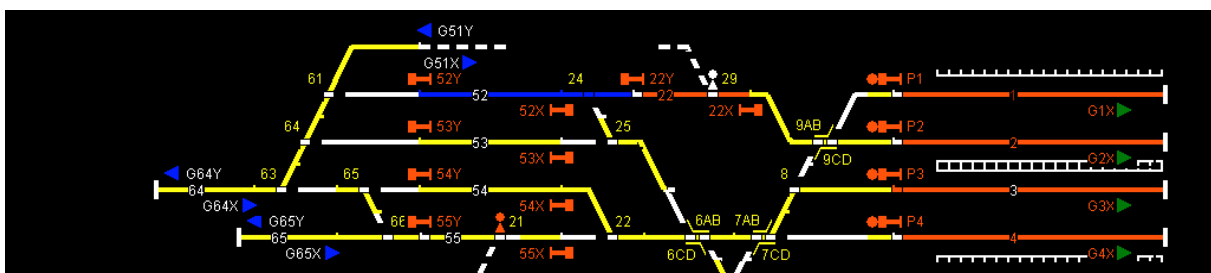 G51Y
G51X
61
52Y
24
22Y
29
P1
52
22
1
52X
22X
G1X
64
53Y
25
9AB
P2
53
2
53X
9CD
G2X
G64Y
63
65
54Y
8
P3
64
54
3
G64X
54X
G3X
G65Y
66
55Y
21
22
6AB
7AB
P4
65
55
4
G65X
55X
6CD
7CD
G4X